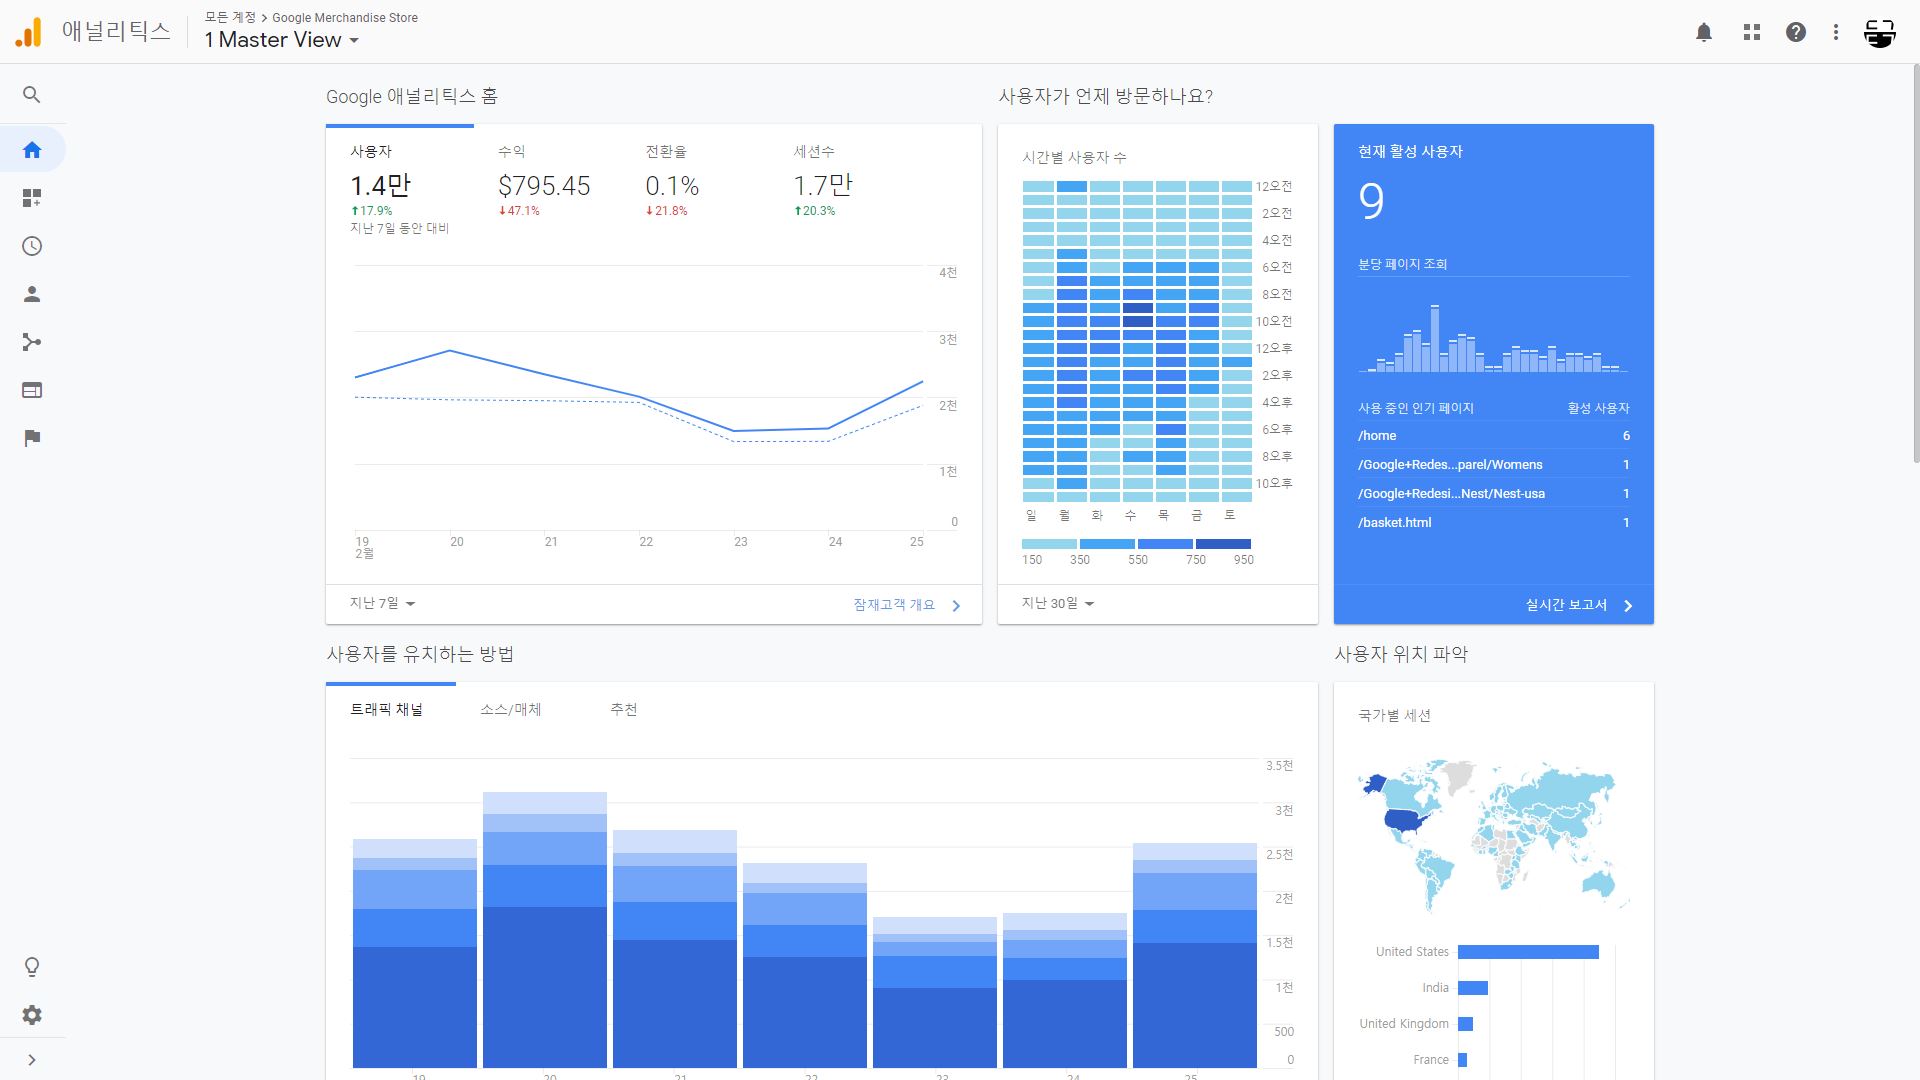 애널리틱스
모든 계정 > Google Merchandise Store
1 Master View
Google 애널리틱스 홈
사용자
1.4만
↑17.9%
지난 7일 동안 대비
수익
$795.45
↓47.1%
전환율
0.1%
↓21.8%
세션수
1.7만
↑20.3%
4천
3천
2천
1천
0
19 20 21 22 23 24 25
2월
지난 7일
잠재고객 개요
사용자가 언제 방문하나요?
시간별 사용자 수
12오전
2오전
4오전
6오전
8오전
10오전
12오후
2오후
4오후
6오후
8오후
10오후
일 월 화 수 목 금 토
150 350 550 750 950
지난 30일
현재 활성 사용자
9
분당 페이지 조회
사용 중인 인기 페이지 활성 사용자
/home 6
/Google+Redes...parel/Womens 1
/Google+Redesi...Nest/Nest-usa 1
/basket.html 1
실시간 보고서
사용자를 유치하는 방법
트래픽 채널 소스/매체 추천
3.5천
3천
2.5천
2천
1.5천
1천
500
0
19 20 21 22 23 24 25
사용자 위치 파악
국가별 세션
United States
India
United Kingdom
France